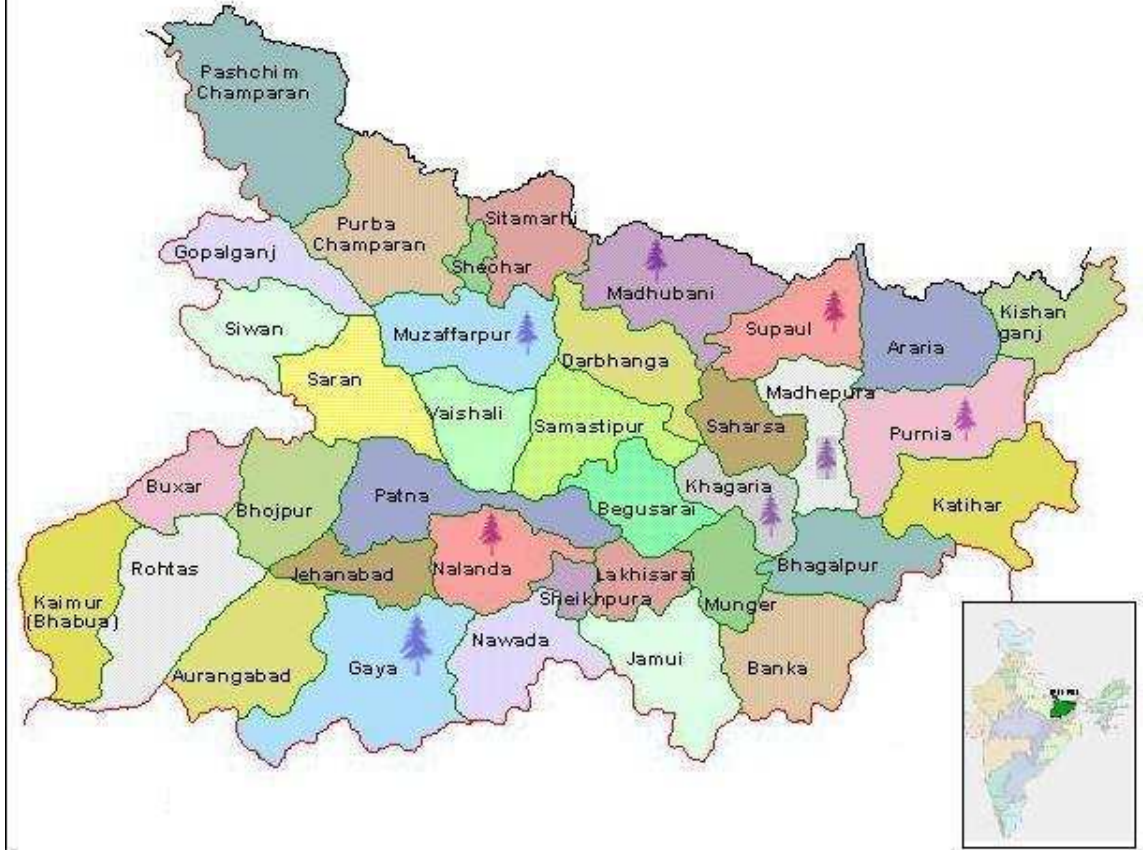 Pashchim
Champaran
Purba
Champaran
Sitamarhi
Gopalganj
Sheohar
Madhubani
Siwan
Muzaffarpur
Supaul
Kishan
ganj
Araria
Darbhanga
Saran
Madhepura
Vaishali
Samastipur
Saharsa
Purnia
Buxar
Patna
Khagaria
Bhojpur
Begusarai
Katihar
Rohtas
Jehanabad
Nalanda
Lakhisarai
Bhagalpur
Kaimur
(Bhabua)
Sheikhpura
Munger
Nawada
Aurangabad
Gaya
Jamui
Banka